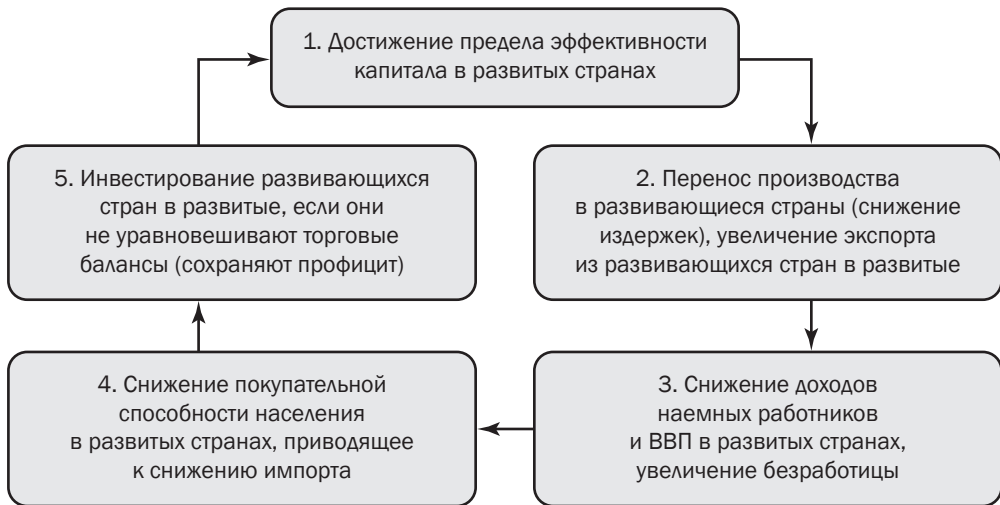 1. Достижение предела эффективности
капитала в развитых странах
2. Перенос производства
в развивающиеся страны (снижение
издержек), увеличение экспорта
из развивающихся стран в развитые
3. Снижение доходов
наемных работников
и ВВП в развитых странах,
увеличение безработицы
4. Снижение покупательной
способности населения
в развитых странах, приводящее
к снижению импорта
5. Инвестирование развивающихся
стран в развитые, если они
не уравновешивают торговые
балансы (сохраняют профицит)